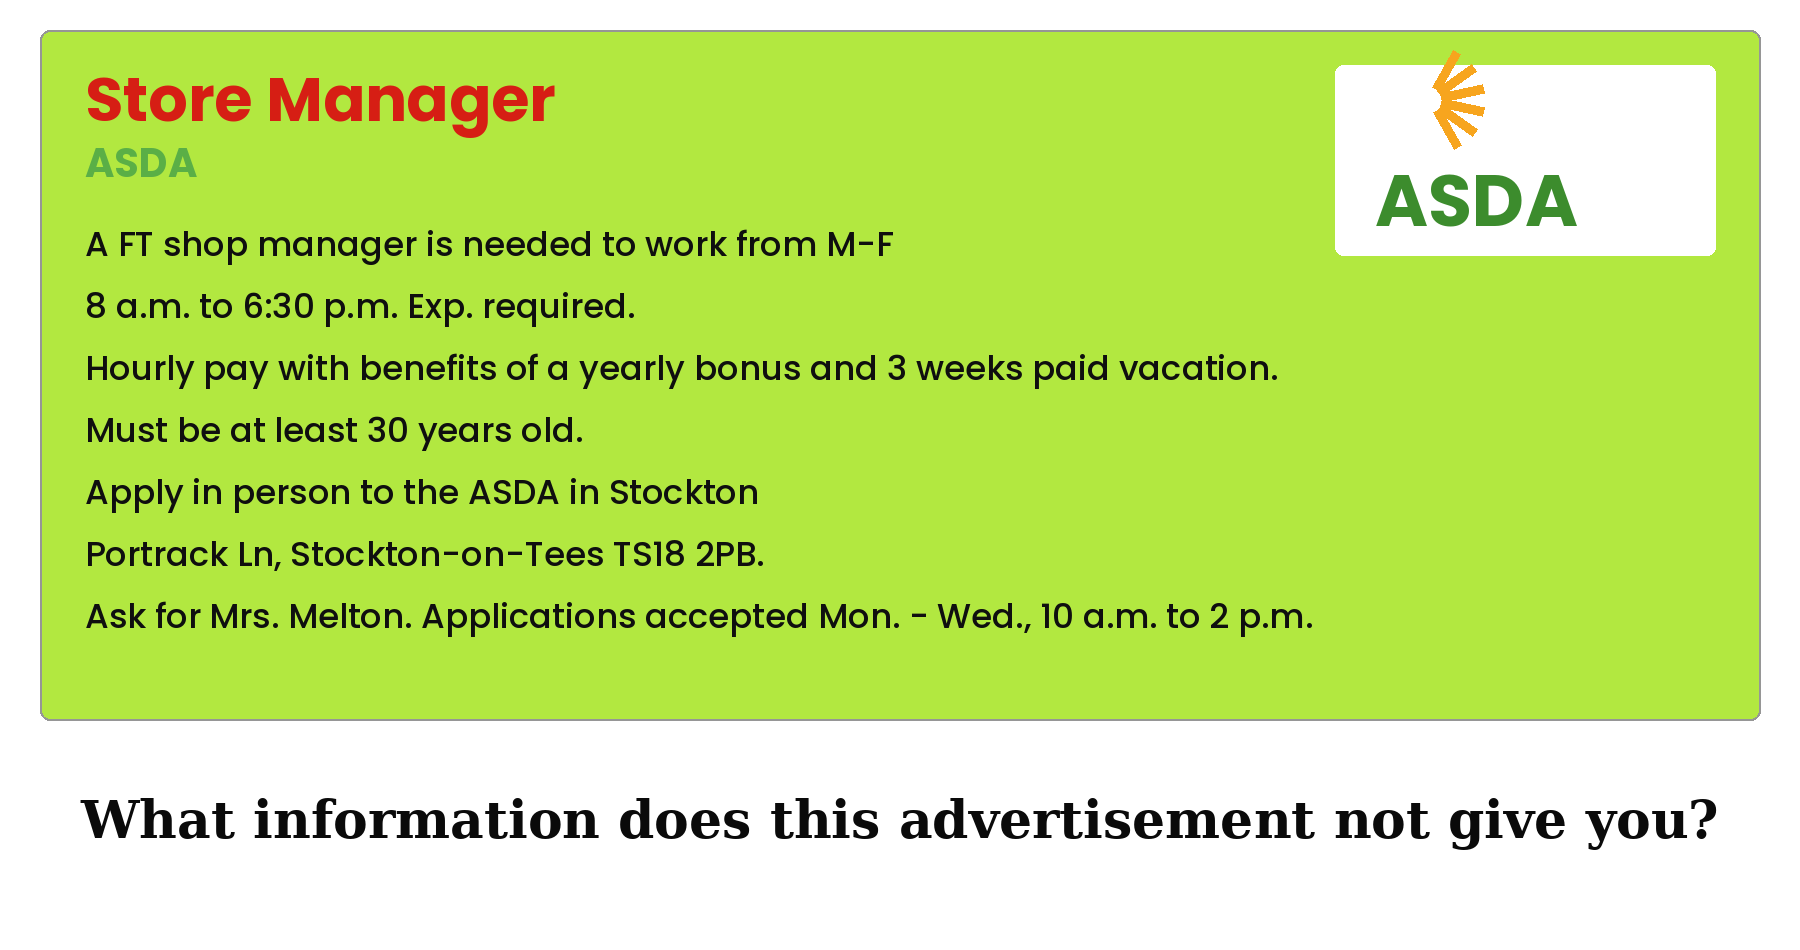 Store Manager
ASDA
ASDA
A FT shop manager is needed to work from M-F
8 a.m. to 6:30 p.m. Exp. required.
Hourly pay with benefits of a yearly bonus and 3 weeks paid vacation.
Must be at least 30 years old.
Apply in person to the ASDA in Stockton
Portrack Ln, Stockton-on-Tees TS18 2PB.
Ask for Mrs. Melton. Applications accepted Mon. - Wed., 10 a.m. to 2 p.m.
What information does this advertisement not give you?